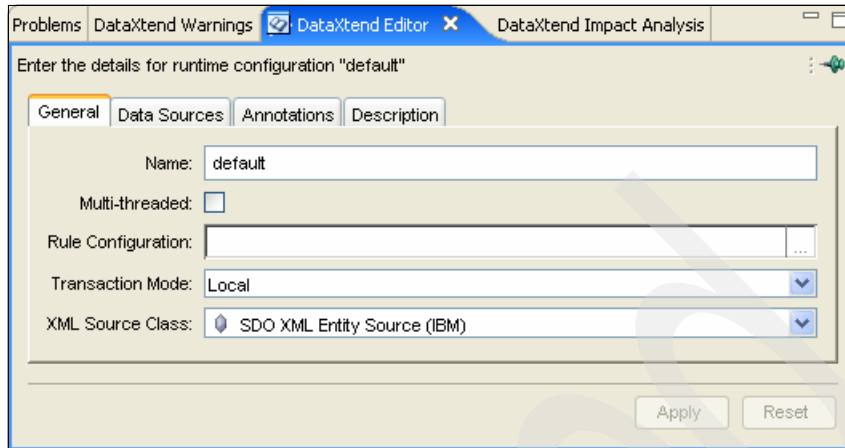 Problems DataXtend Warnings DataXtend Editor DataXtend Impact Analysis
Enter the details for runtime configuration "default"
General Data Sources Annotations Description
Name: default
Multi-threaded:
Rule Configuration: ...
Transaction Mode: Local
XML Source Class: SDO XML Entity Source (IBM)
Apply Reset